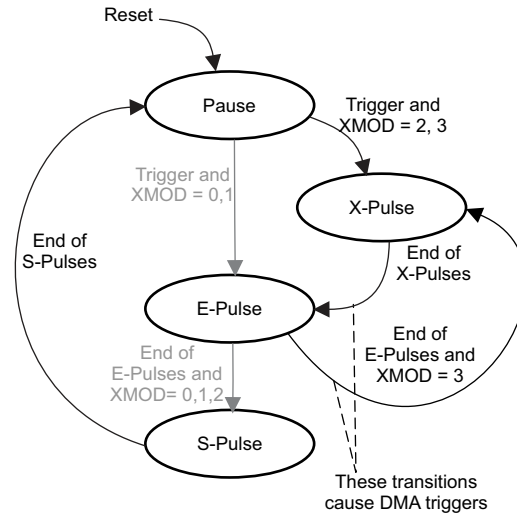 Reset
Pause
Trigger and
XMOD = 2, 3
Trigger and
XMOD = 0,1
X-Pulse
End of
S-Pulses
End of
X-Pulses
E-Pulse
End of
E-Pulses and
XMOD= 0,1,2
End of
E-Pulses and
XMOD = 3
S-Pulse
These transitions
cause DMA triggers